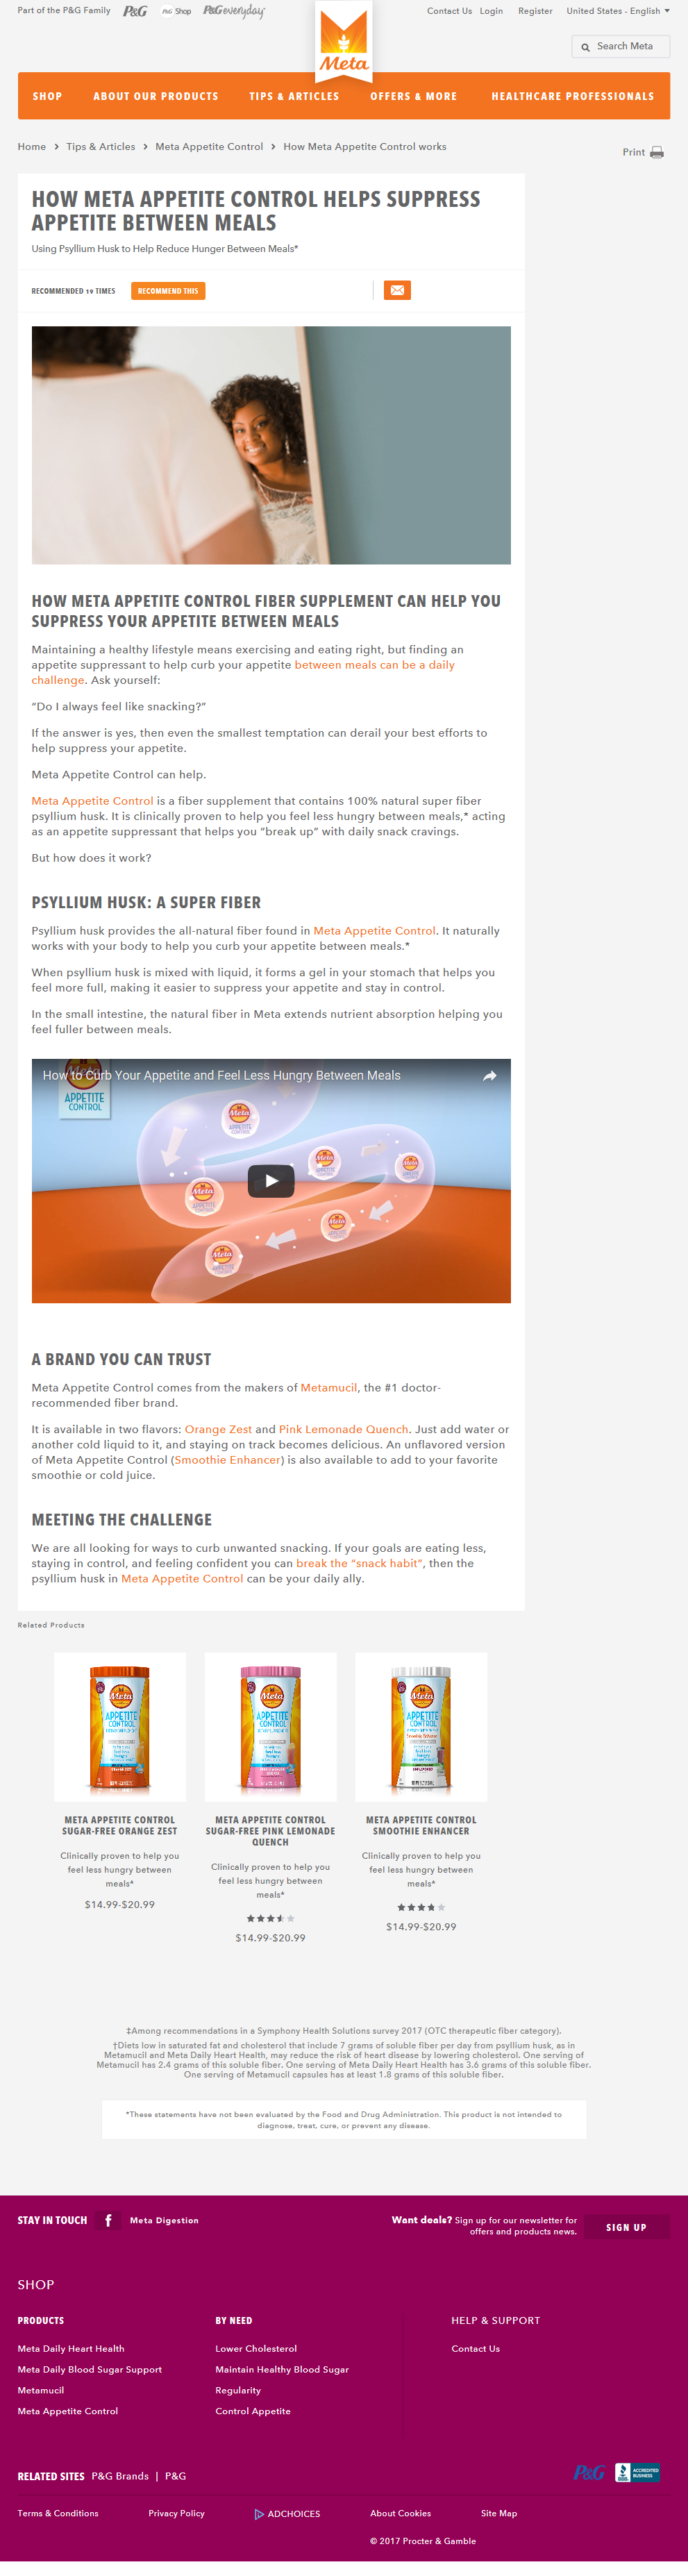 Part of the P&G Family P&G P&G Shop P&G everyday
Contact Us Login Register United States - English
Meta
Search Meta
SHOP ABOUT OUR PRODUCTS TIPS & ARTICLES OFFERS & MORE HEALTHCARE PROFESSIONALS
Home > Tips & Articles > Meta Appetite Control > How Meta Appetite Control works
Print
HOW META APPETITE CONTROL HELPS SUPPRESS
APPETITE BETWEEN MEALS
Using Psyllium Husk to Help Reduce Hunger Between Meals*
RECOMMENDED 19 TIMES RECOMMEND THIS
HOW META APPETITE CONTROL FIBER SUPPLEMENT CAN HELP YOU
SUPPRESS YOUR APPETITE BETWEEN MEALS
Maintaining a healthy lifestyle means exercising and eating right, but finding an
appetite suppressant to help curb your appetite between meals can be a daily
challenge. Ask yourself:
“Do I always feel like snacking?”
If the answer is yes, then even the smallest temptation can derail your best efforts to
help suppress your appetite.
Meta Appetite Control can help.
Meta Appetite Control is a fiber supplement that contains 100% natural super fiber
psyllium husk. It is clinically proven to help you feel less hungry between meals,* acting
as an appetite suppressant that helps you “break up” with daily snack cravings.
But how does it work?
PSYLLIUM HUSK: A SUPER FIBER
Psyllium husk provides the all-natural fiber found in Meta Appetite Control. It naturally
works with your body to help you curb your appetite between meals.*
When psyllium husk is mixed with liquid, it forms a gel in your stomach that helps you
feel more full, making it easier to suppress your appetite and stay in control.
In the small intestine, the natural fiber in Meta extends nutrient absorption helping you
feel fuller between meals.
How to Curb Your Appetite and Feel Less Hungry Between Meals
Meta
APPETITE
CONTROL
A BRAND YOU CAN TRUST
Meta Appetite Control comes from the makers of Metamucil, the #1 doctor-
recommended fiber brand.
It is available in two flavors: Orange Zest and Pink Lemonade Quench. Just add water or
another cold liquid to it, and staying on track becomes delicious. An unflavored version
of Meta Appetite Control (Smoothie Enhancer) is also available to add to your favorite
smoothie or cold juice.
MEETING THE CHALLENGE
We are all looking for ways to curb unwanted snacking. If your goals are eating less,
staying in control, and feeling confident you can break the “snack habit”, then the
psyllium husk in Meta Appetite Control can be your daily ally.
Related Products
Meta Meta Meta
APPETITE APPETITE APPETITE
CONTROL CONTROL CONTROL
META APPETITE CONTROL
SUGAR-FREE ORANGE ZEST
Clinically proven to help you
feel less hungry between
meals*
$14.99-$20.99
META APPETITE CONTROL
SUGAR-FREE PINK LEMONADE
QUENCH
Clinically proven to help you
feel less hungry between
meals*
$14.99-$20.99
META APPETITE CONTROL
SMOOTHIE ENHANCER
Clinically proven to help you
feel less hungry between
meals*
$14.99-$20.99
‡Among recommendations in a Symphony Health Solutions survey 2017 (OTC therapeutic fiber category).
†Diets low in saturated fat and cholesterol that include 7 grams of soluble fiber per day from psyllium husk, as in
Metamucil and Meta Daily Heart Health, may reduce the risk of heart disease by lowering cholesterol. One serving of
Metamucil has 2.4 grams of this soluble fiber. One serving of Meta Daily Heart Health has 3.6 grams of this soluble fiber.
One serving of Metamucil capsules has at least 1.8 grams of this soluble fiber.
*These statements have not been evaluated by the Food and Drug Administration. This product is not intended to
diagnose, treat, cure, or prevent any disease.
STAY IN TOUCH f Meta Digestion
Want deals? Sign up for our newsletter for
offers and products news.
SIGN UP
SHOP
PRODUCTS
Meta Daily Heart Health
Meta Daily Blood Sugar Support
Metamucil
Meta Appetite Control
BY NEED
Lower Cholesterol
Maintain Healthy Blood Sugar
Regularity
Control Appetite
HELP & SUPPORT
Contact Us
RELATED SITES P&G Brands | P&G
P&G
BBB ACCREDITED
BUSINESS
Terms & Conditions Privacy Policy ADCHOICES About Cookies Site Map
© 2017 Procter & Gamble